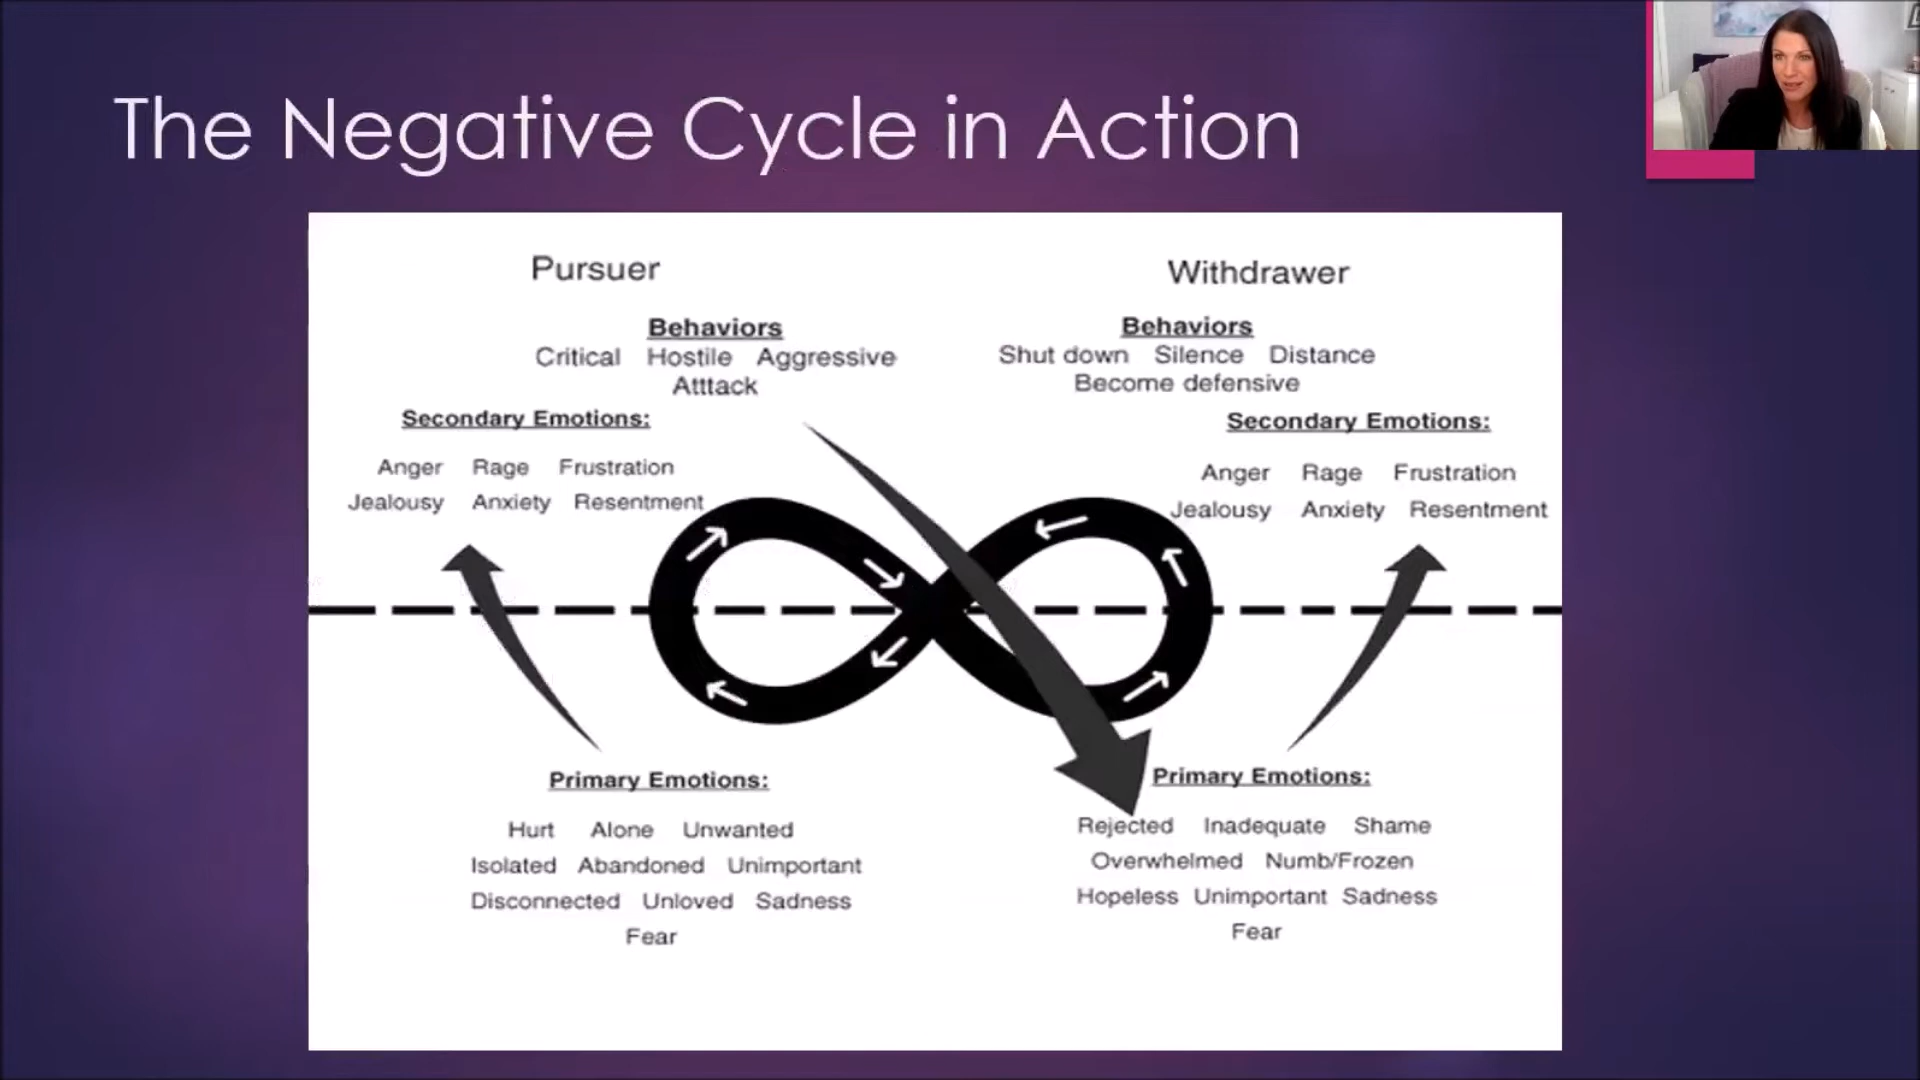 The Negative Cycle in Action
Pursuer
Behaviors
Critical Hostile Aggressive
Atttack
Secondary Emotions:
Anger Rage Frustration
Jealousy Anxiety Resentment
Primary Emotions:
Hurt Alone Unwanted
Isolated Abandoned Unimportant
Disconnected Unloved Sadness
Fear
Withdrawer
Behaviors
Shut down Silence Distance
Become defensive
Secondary Emotions:
Anger Rage Frustration
Jealousy Anxiety Resentment
Primary Emotions:
Rejected Inadequate Shame
Overwhelmed Numb/Frozen
Hopeless Unimportant Sadness
Fear